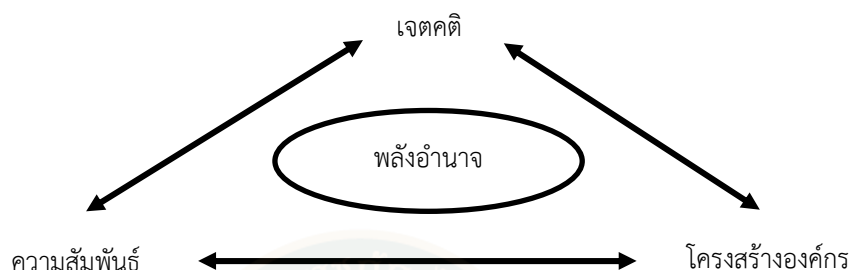 เจตคติ
พลังอำนาจ
ความสัมพันธ์
โครงสร้างองค์กร